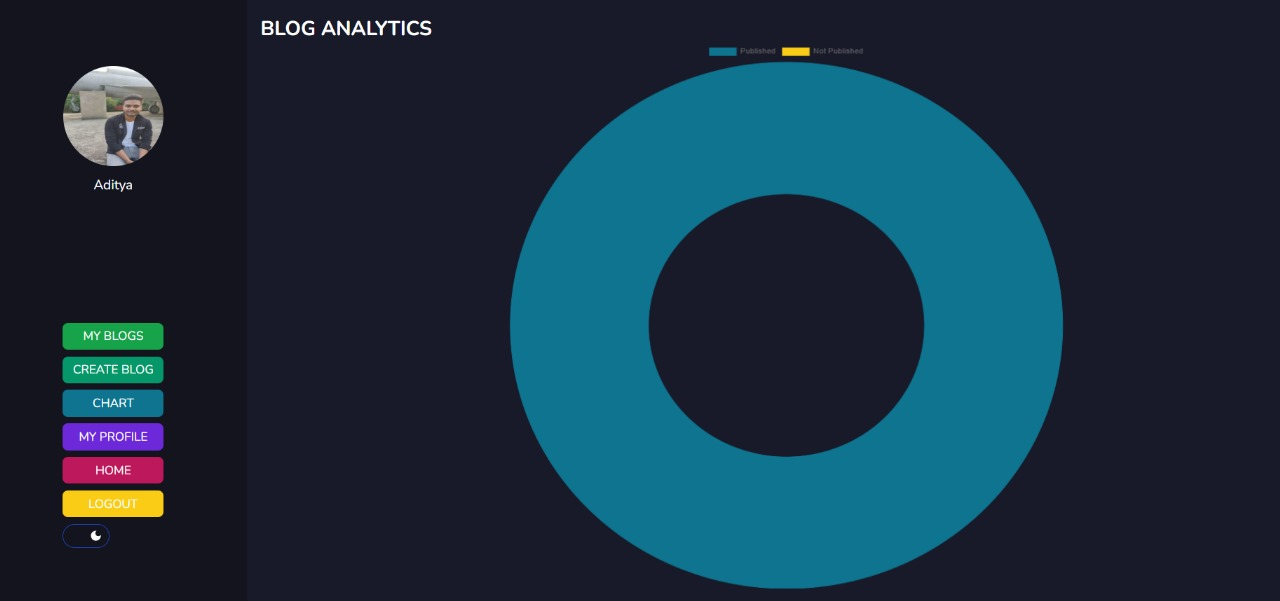 BLOG ANALYTICS
Published
Not Published
Aditya
MY BLOGS
CREATE BLOG
CHART
MY PROFILE
HOME
LOGOUT